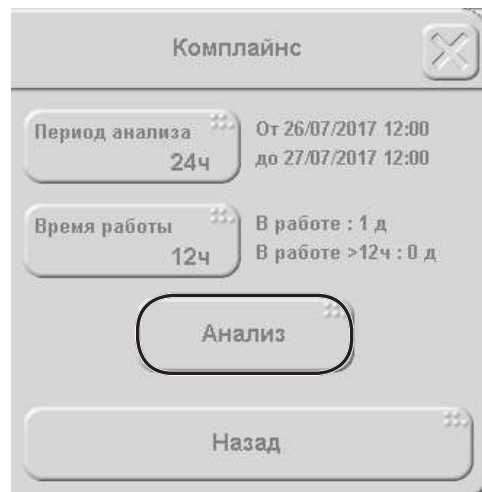 Комплайнс
Период анализа
24ч
От 26/07/2017 12:00
до 27/07/2017 12:00
Время работы
12ч
В работе : 1 д
В работе >12ч : 0 д
Анализ
Назад